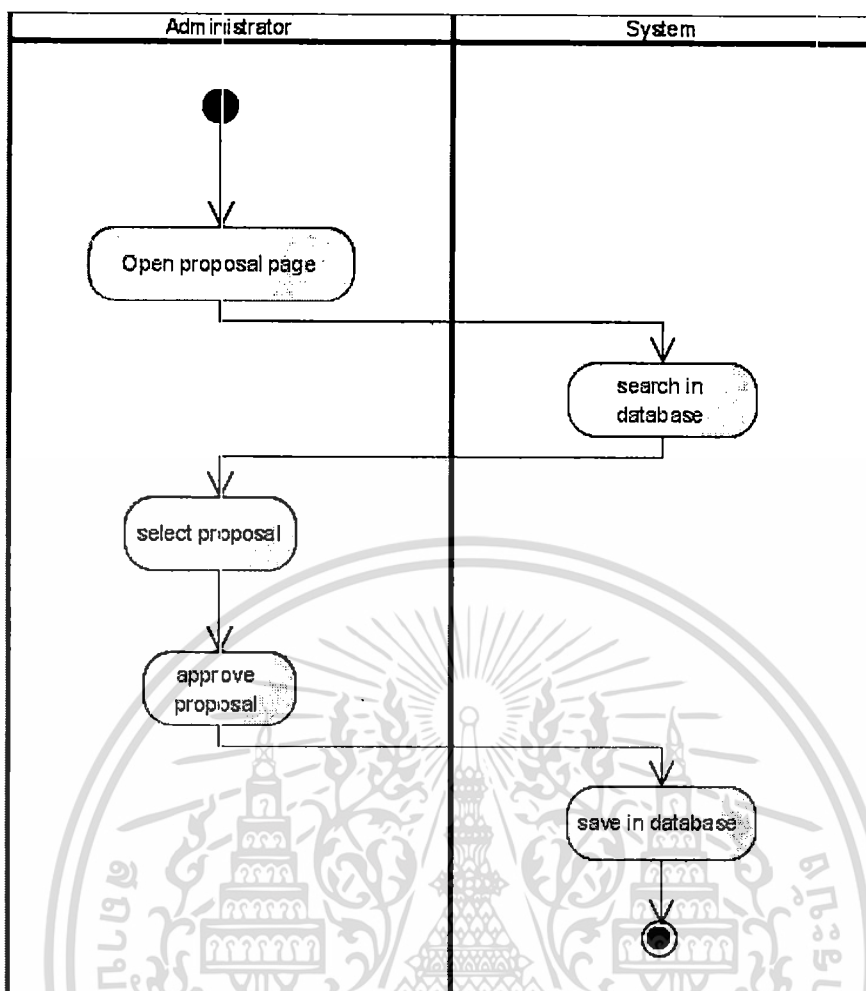 Administrator
System
Open proposal page
search in
database
select proposal
approve
proposal
save in database